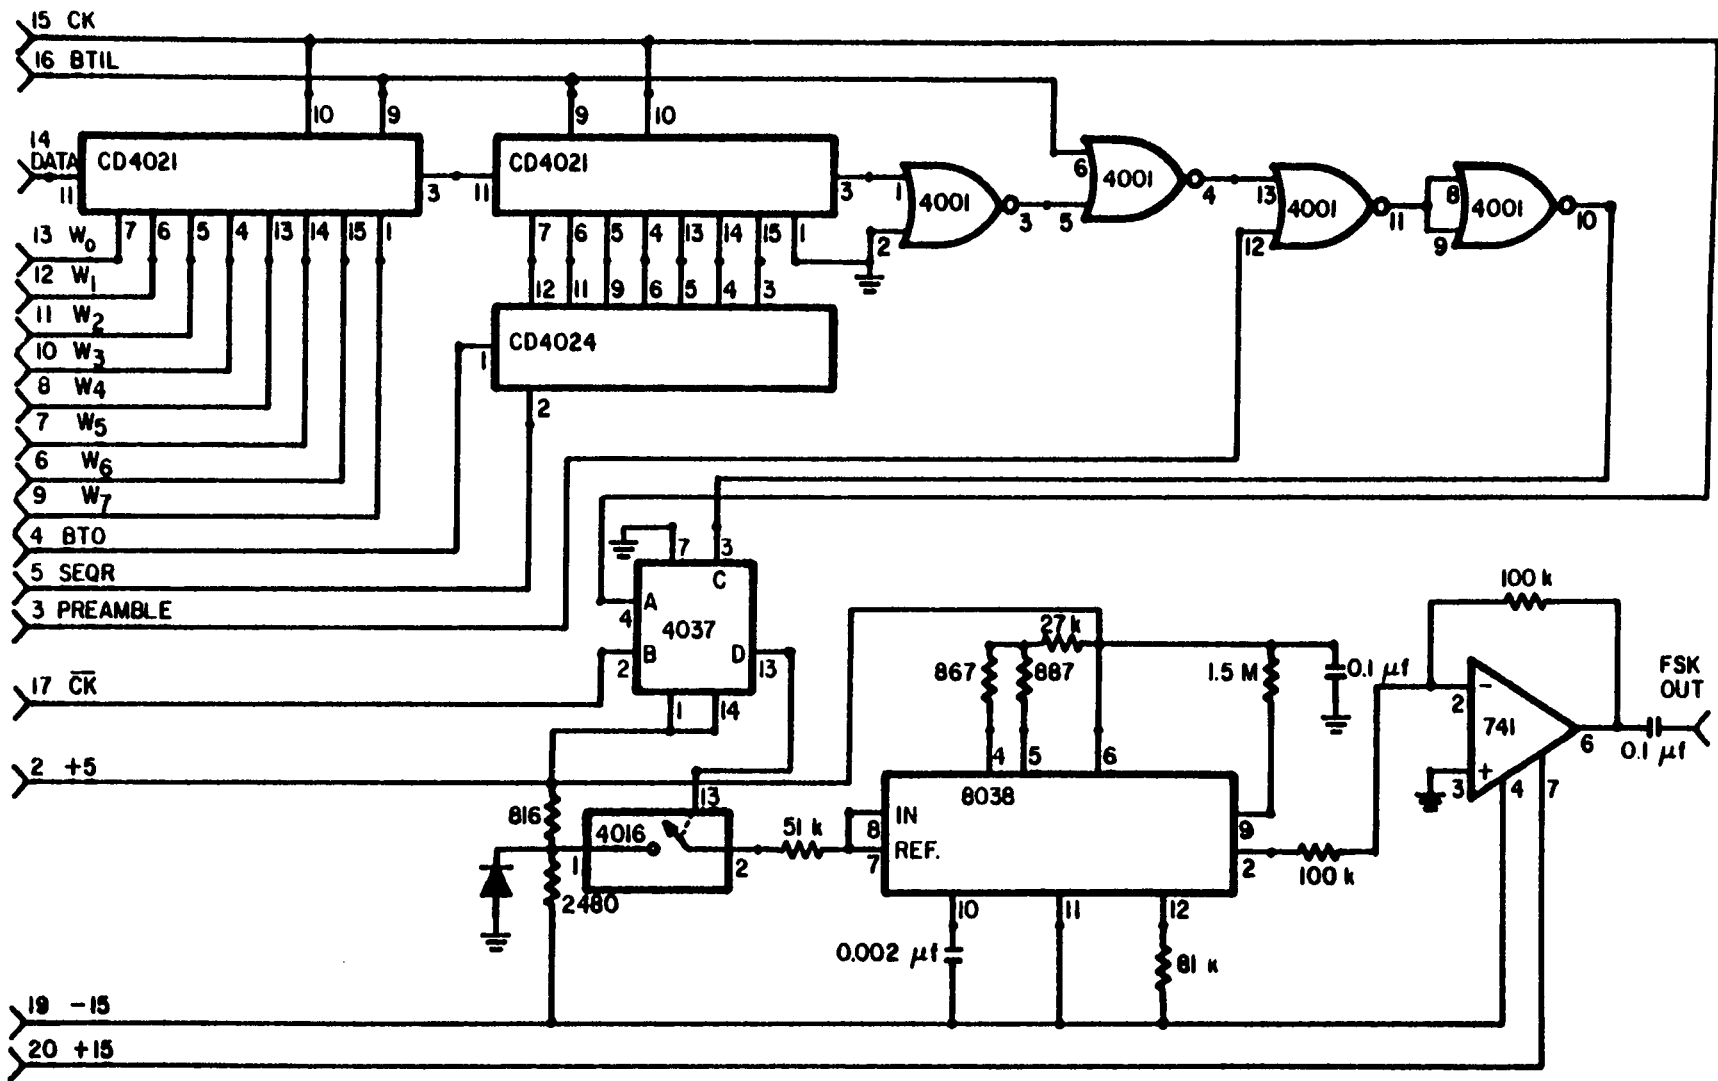 15 CK
16 BTIL
10 9 9 10
14
DATA
11
CD4021
3
11
CD4021
3
1
4001
2
3
6
4001
5
4
13
4001
12
11
8
4001
9
10
7 6 5 4 13 14 15 1
7 6 5 4 13 14 15 1
13 W0
12 W1
11 W2
10 W3
8 W4
7 W5
6 W6
9 W7
4 BTO
5 SEQR
3 PREAMBLE
12 11 9 6 5 4 3
1
CD4024
2
7 3
C
A
4
4037
B
2
D
13
1 14
17 C̅K̅
2 +5
816
2480
13
4016
1
2
51 k
867
887
27 k
1.5 M
0.1 μf
4 5 6
8038
IN
8
REF.
7
9
2
100 k
10 11 12
0.002 μf
81 k
100 k
2
-
741
+
3
4
7
6
FSK
OUT
0.1 μf
19 -15
20 +15